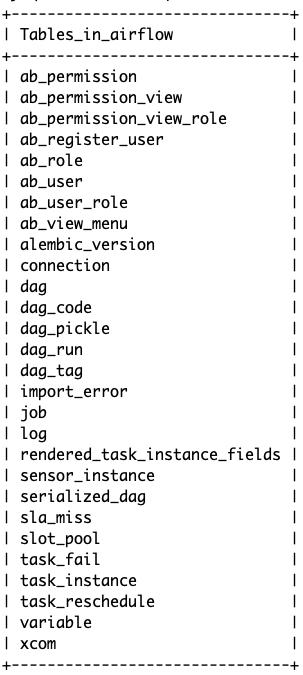 +------------------------------+
| Tables_in_airflow            |
+------------------------------+
| ab_permission                |
| ab_permission_view           |
| ab_permission_view_role      |
| ab_register_user             |
| ab_role                      |
| ab_user                      |
| ab_user_role                 |
| ab_view_menu                 |
| alembic_version              |
| connection                   |
| dag                          |
| dag_code                     |
| dag_pickle                   |
| dag_run                      |
| dag_tag                      |
| import_error                 |
| job                          |
| log                          |
| rendered_task_instance_fields |
| sensor_instance              |
| serialized_dag               |
| sla_miss                     |
| slot_pool                    |
| task_fail                    |
| task_instance                |
| task_reschedule              |
| variable                     |
| xcom                         |
+------------------------------+